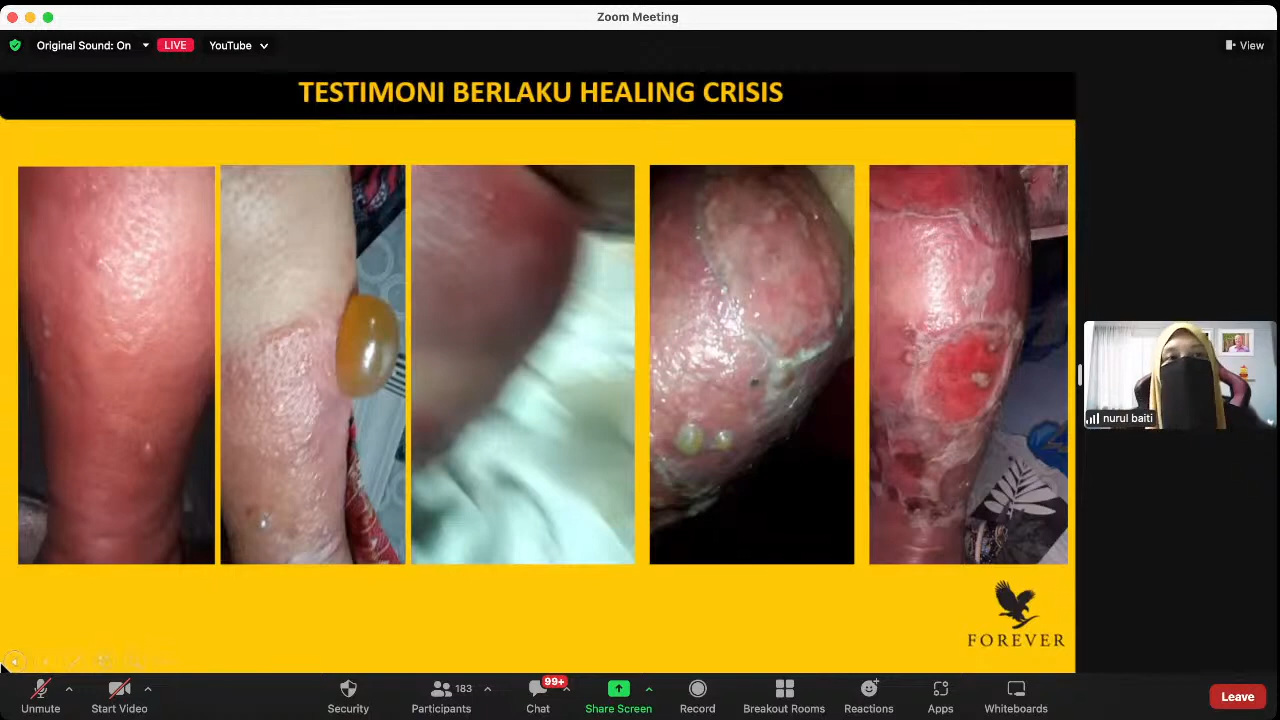 Zoom Meeting
Original Sound: On
LIVE
YouTube
View
TESTIMONI BERLAKU HEALING CRISIS
nurul baiti
FOREVER
Unmute
Start Video
Security
Participants
183
Chat
99+
Share Screen
Record
Breakout Rooms
Reactions
Apps
Whiteboards
Leave